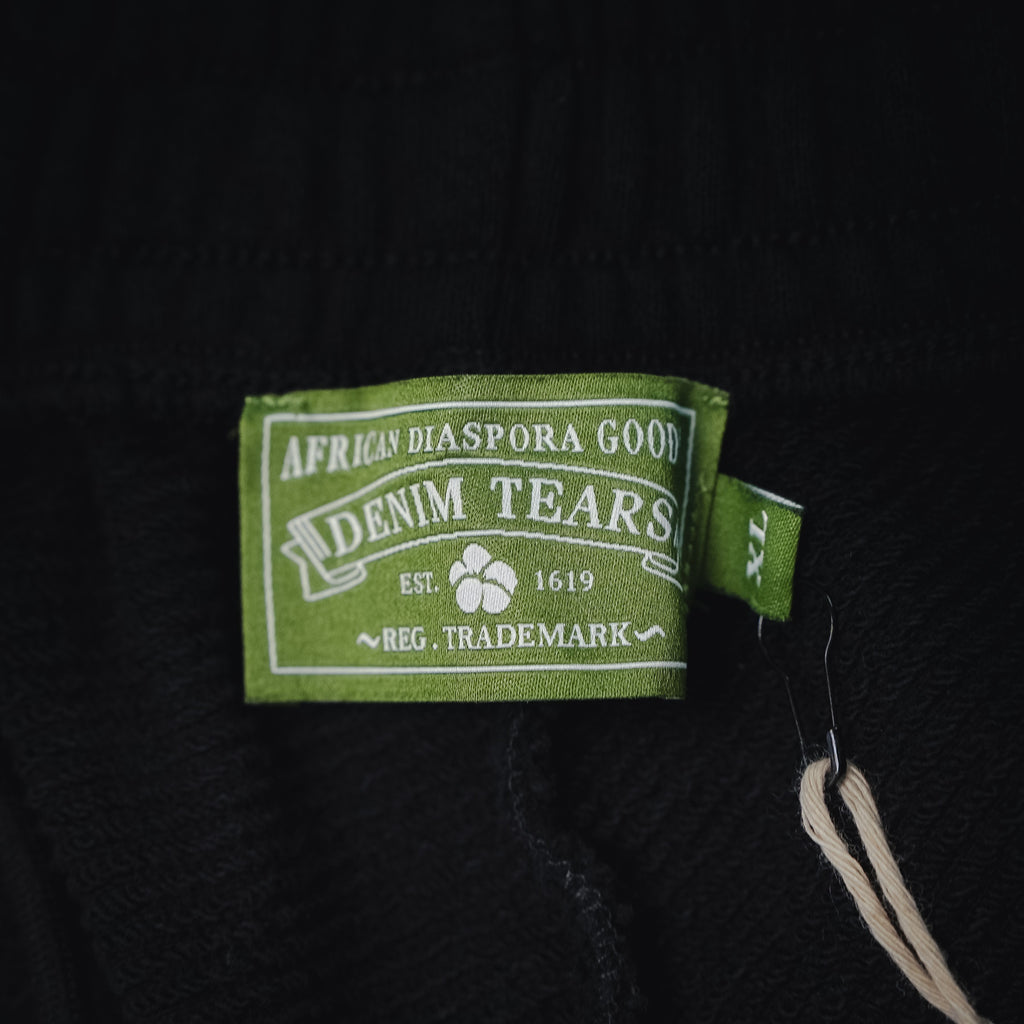 AFRICAN DIASPORA GOOD
DENIM TEARS
EST. 1619
~REG. TRADEMARK~
XL